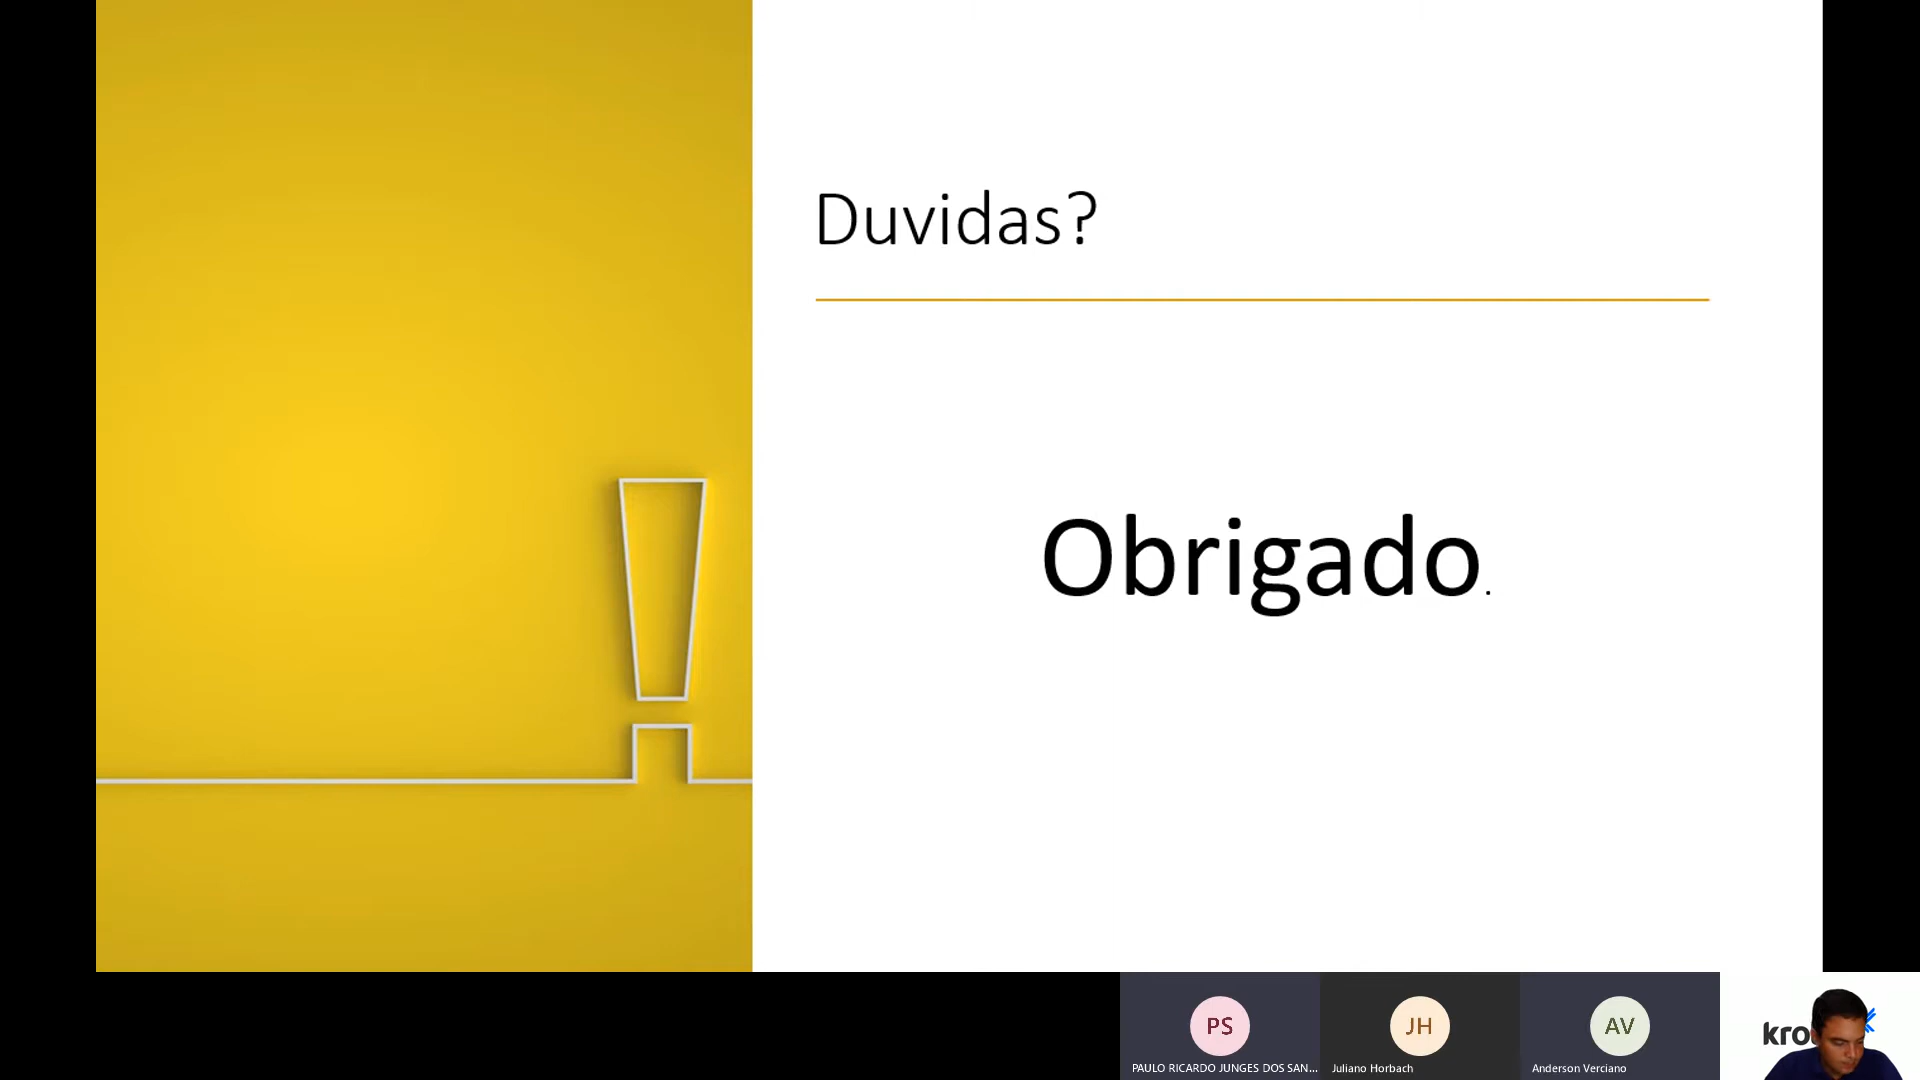 Duvidas?
Obrigado.
PS
JH
AV
PAULO RICARDO JUNGES DOS SAN...
Juliano Horbach
Anderson Verciano